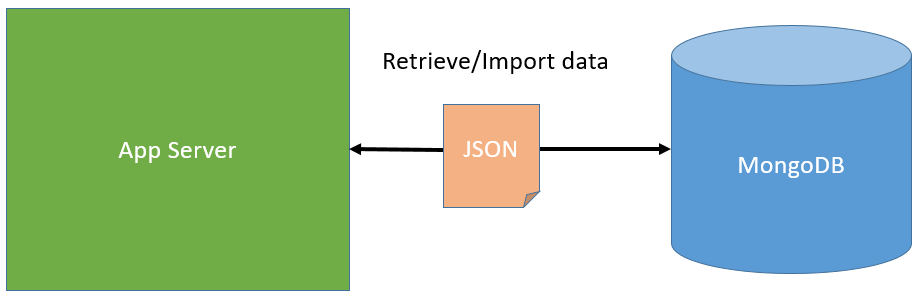 Retrieve/Import data
App Server
JSON
MongoDB